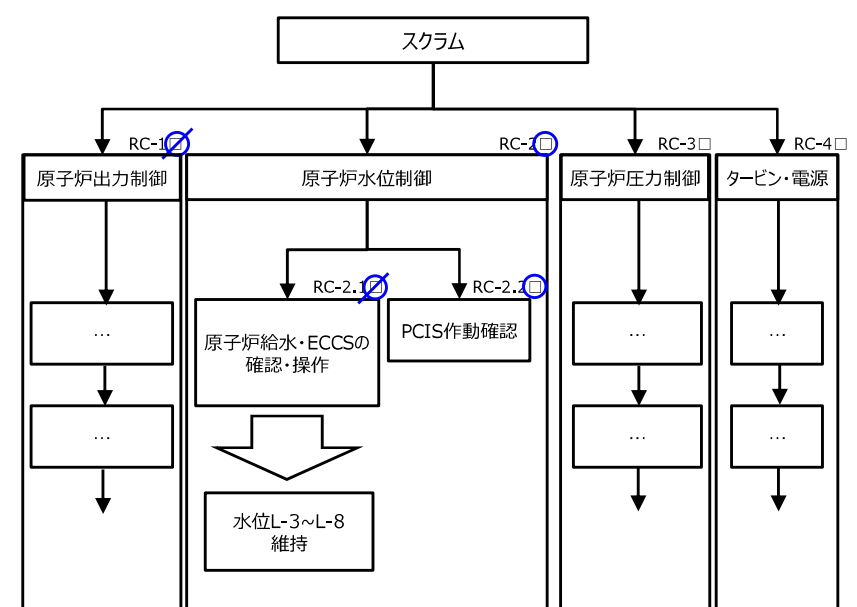 スクラム
RC-1□
RC-2□
RC-3□
RC-4□
原子炉出力制御
原子炉水位制御
原子炉圧力制御
タービン・電源
RC-2.1□
RC-2.2□
…
原子炉給水・ECCSの
確認・操作
PCIS作動確認
…
…
…
…
…
水位L-3~L-8
維持